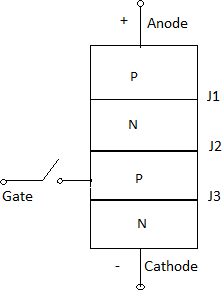 + Anode
P
J1
N
J2
P
Gate
J3
N
- Cathode